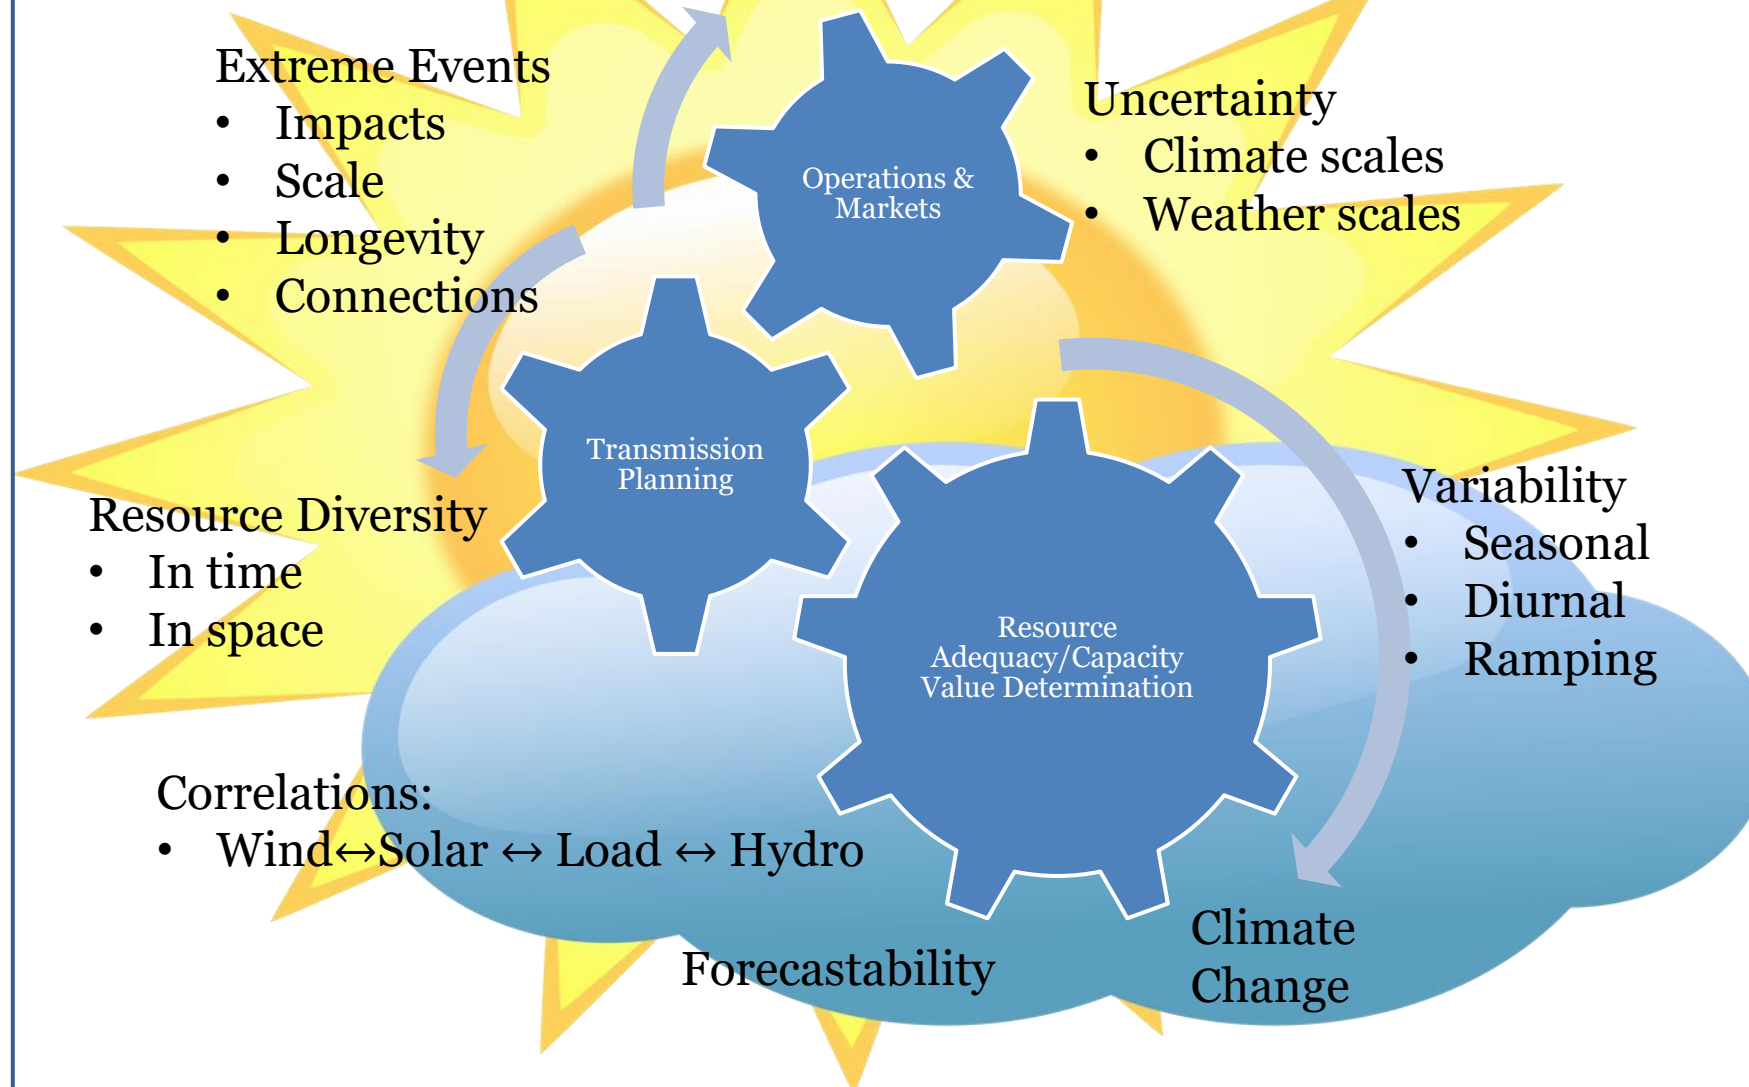 Extreme Events
• Impacts
• Scale
• Longevity
• Connections
Operations &
Markets
Uncertainty
• Climate scales
• Weather scales
Transmission
Planning
Resource Diversity
• In time
• In space
Resource
Adequacy/Capacity
Value Determination
Variability
• Seasonal
• Diurnal
• Ramping
Correlations:
• Wind↔Solar ↔ Load ↔ Hydro
Forecastability
Climate
Change